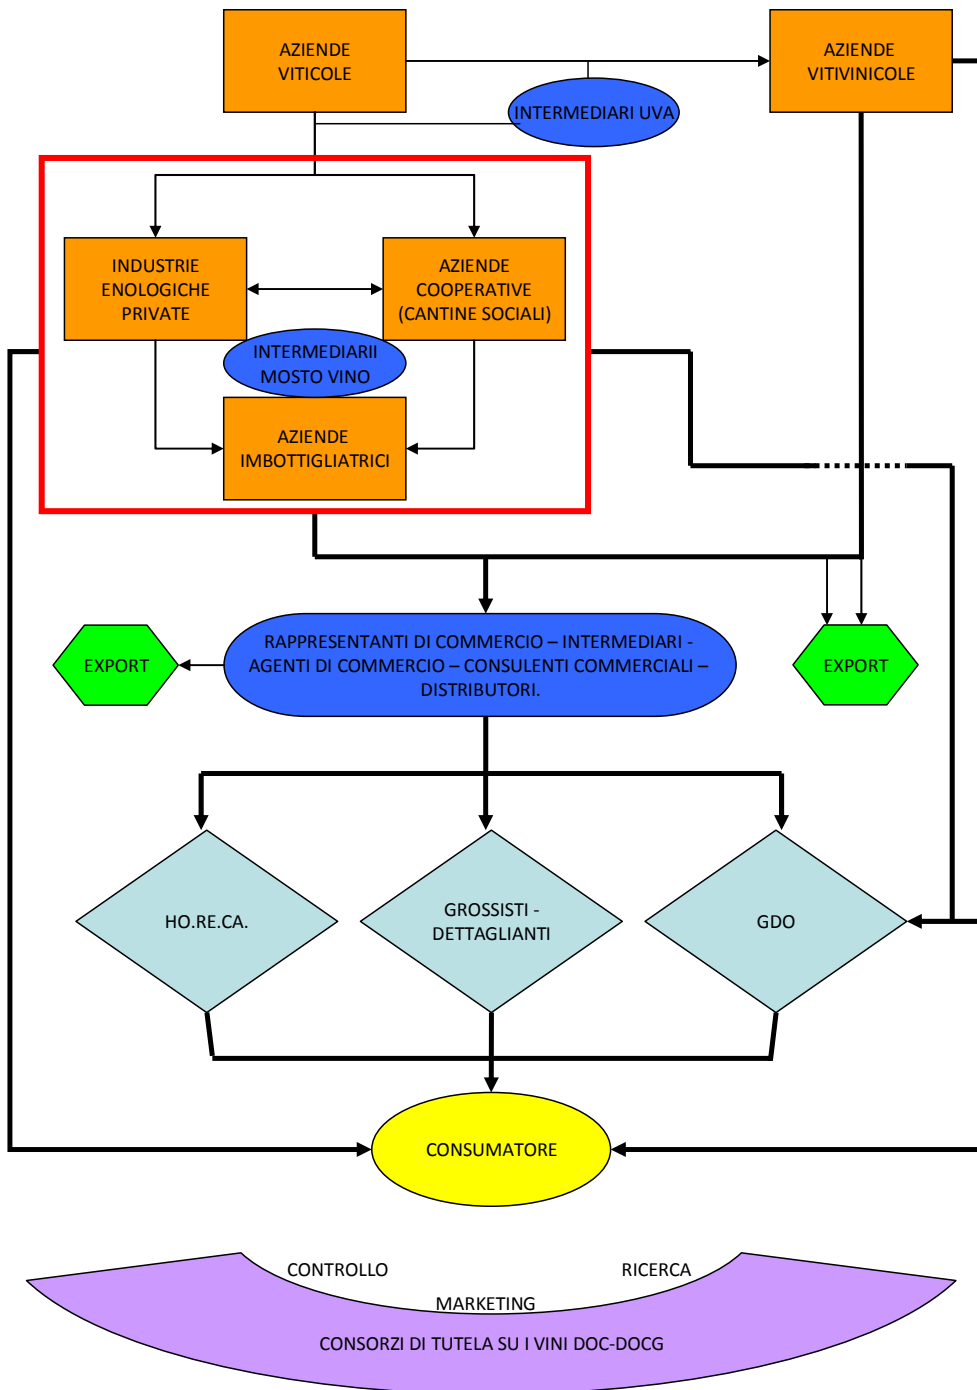 AZIENDE
VITICOLE
AZIENDE
VITIVINICOLE
INTERMEDIARI UVA
INDUSTRIE
ENOLOGICHE
PRIVATE
AZIENDE
COOPERATIVE
(CANTINE SOCIALI)
INTERMEDIARII
MOSTO VINO
AZIENDE
IMBOTTIGLIATRICI
RAPPRESENTANTI DI COMMERCIO – INTERMEDIARI -
AGENTI DI COMMERCIO – CONSULENTI COMMERCIALI –
DISTRIBUTORI.
EXPORT
EXPORT
HO.RE.CA.
GROSSISTI -
DETTAGLIANTI
GDO
CONSUMATORE
CONTROLLO
RICERCA
MARKETING
CONSORZI DI TUTELA SU I VINI DOC-DOCG